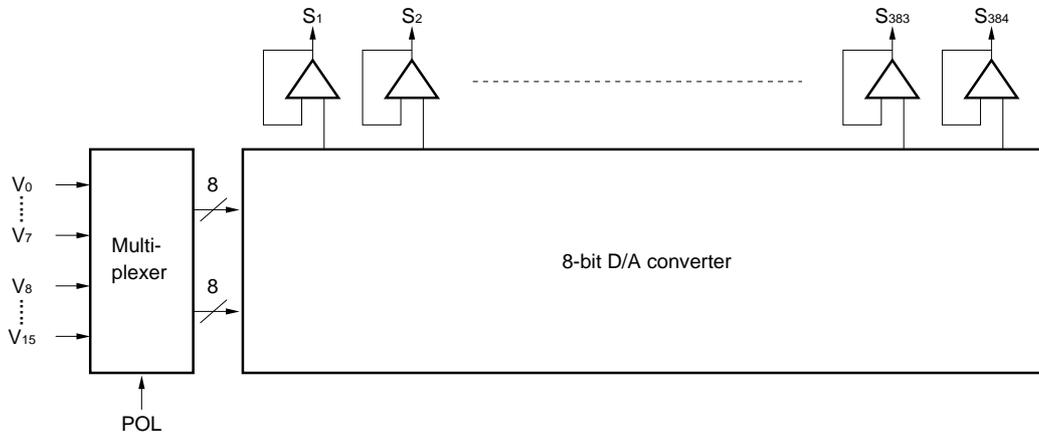 S1 S2 S383 S384
V0
8
V7
Multi-
plexer
8-bit D/A converter
V8
8
V15
POL